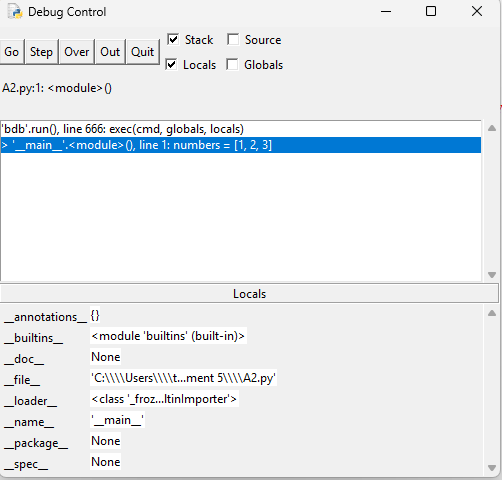 Debug Control
Go Step Over Out Quit Stack Source
Locals Globals
A2.py:1: <module>()
'bdb'.run(), line 666: exec(cmd, globals, locals)
> '__main__'.<module>(), line 1: numbers = [1, 2, 3]
Locals
__annotations__ {}
__builtins__ <module 'builtins' (built-in)>
__doc__ None
__file__ 'C:\\\\Users\\\\t...ment 5\\\\A2.py'
__loader__ <class '_froz...ltinImporter'>
__name__ '__main__'
__package__ None
__spec__ None